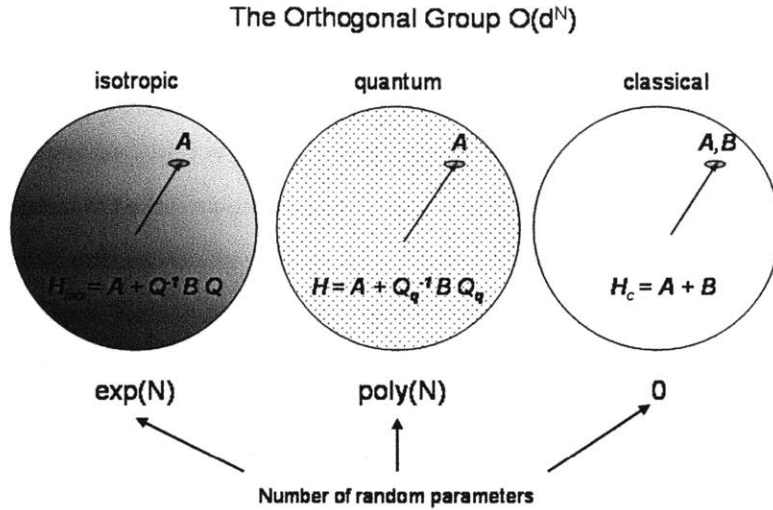 The Orthogonal Group O(dᴺ)
isotropic quantum classical
A A A,B
H_iso = A + Q⁻¹ B Q H = A + Q_q⁻¹ B Q_q H_c = A + B
exp(N) poly(N) 0
Number of random parameters